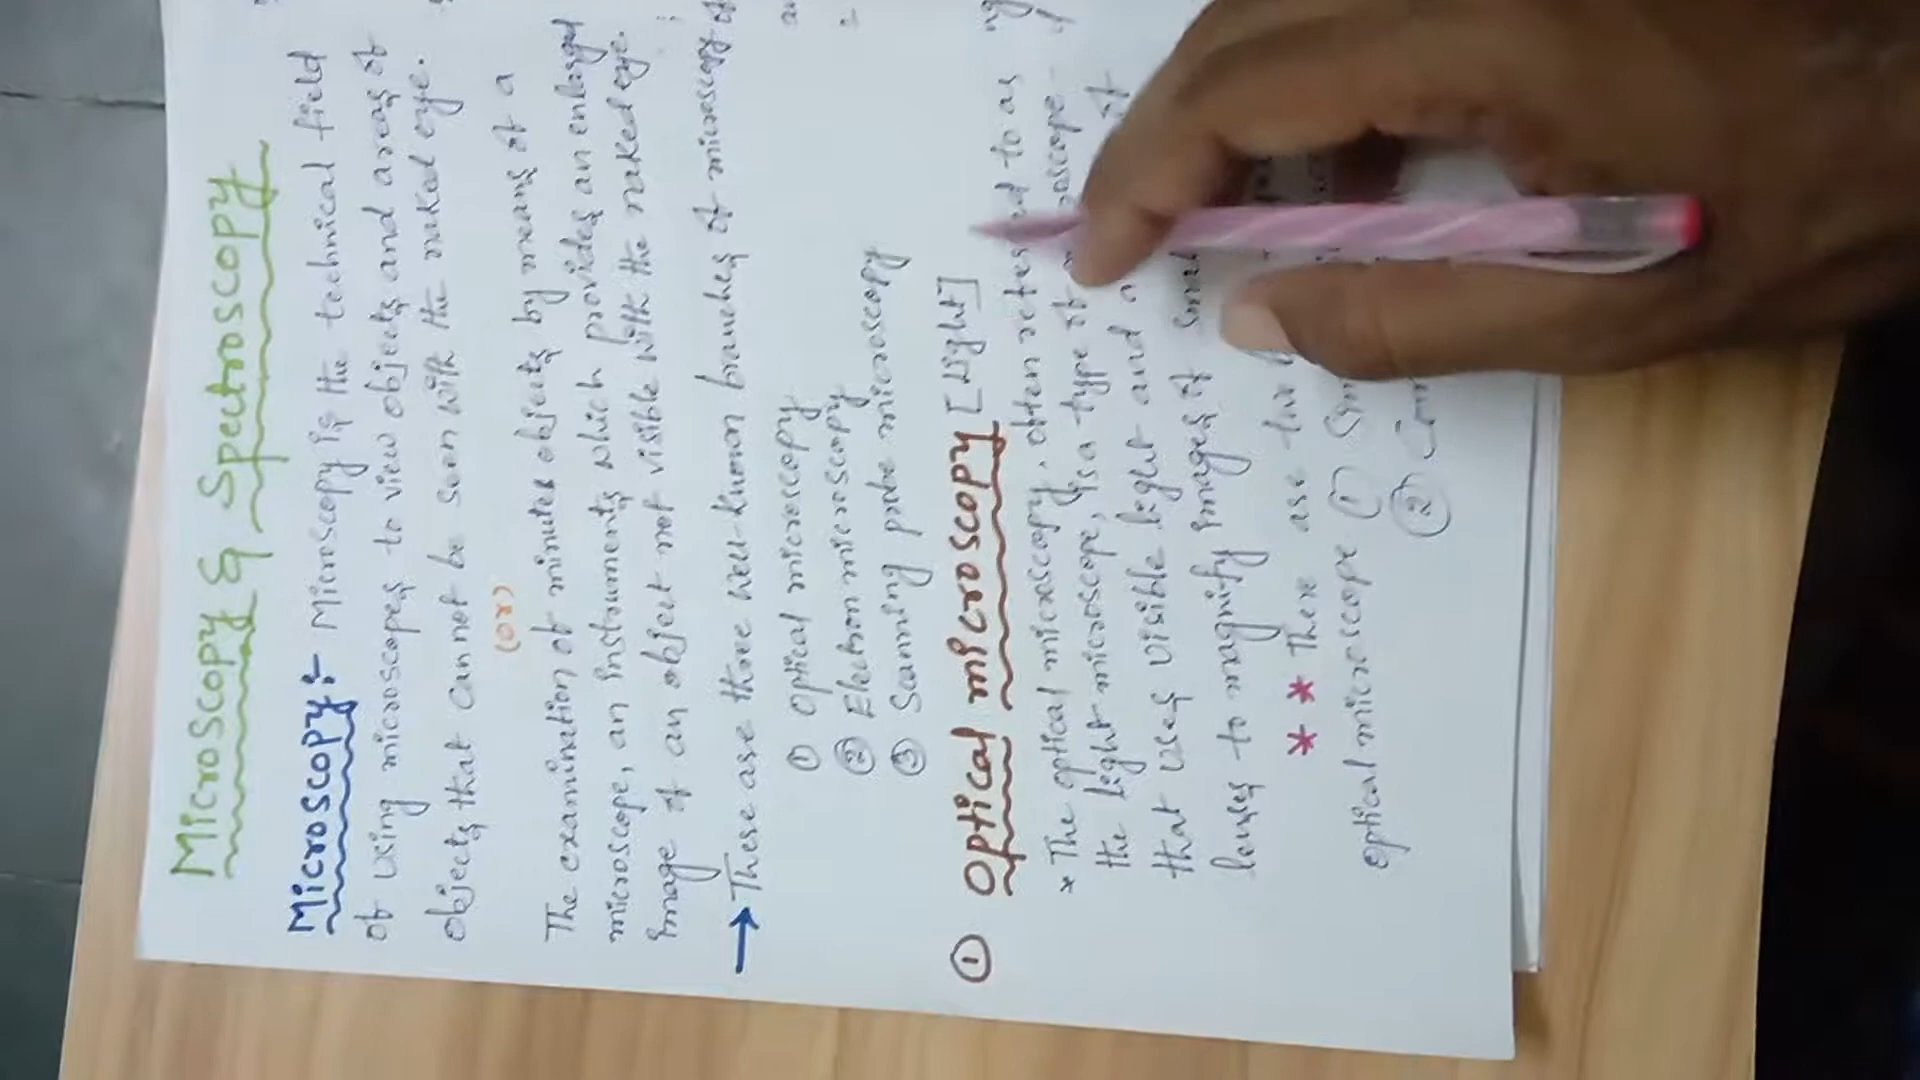 Microscopy & Spectroscopy
Microscopy:- Microscopy is the technical field
of using microscopes to view objects and areas of
objects that cannot be seen with the naked eye.
(or)
The examination of minutes objects by means of a
microscope, an instruments which provides an enlarged
image of an object not visible with the naked eye.
→ These are three well-known branches of microscopy
① Optical microscopy
② Electron microscopy
③ Scanning probe microscopy
① Optical microscopy [Light]
* The optical microscopy, often referred to as
the light microscope, is a type of
that uses visible light and a
lenses to magnify images of
* * There are
optical microscope ①
②